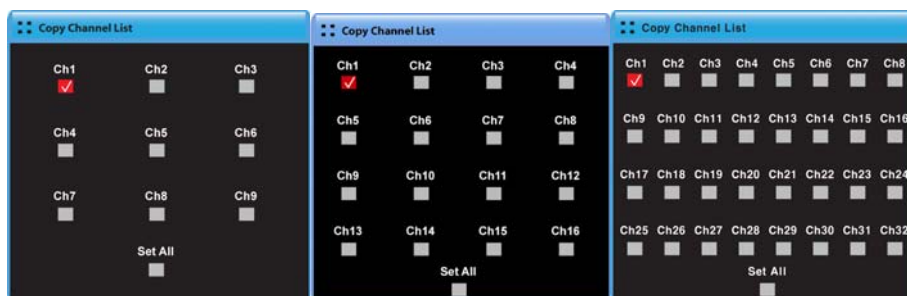 Copy Channel List
Ch1 Ch2 Ch3
Ch4 Ch5 Ch6
Ch7 Ch8 Ch9
Set All
Copy Channel List
Ch1 Ch2 Ch3 Ch4
Ch5 Ch6 Ch7 Ch8
Ch9 Ch10 Ch11 Ch12
Ch13 Ch14 Ch15 Ch16
Set All
Copy Channel List
Ch1 Ch2 Ch3 Ch4 Ch5 Ch6 Ch7 Ch8
Ch9 Ch10 Ch11 Ch12 Ch13 Ch14 Ch15 Ch16
Ch17 Ch18 Ch19 Ch20 Ch21 Ch22 Ch23 Ch24
Ch25 Ch26 Ch27 Ch28 Ch29 Ch30 Ch31 Ch32
Set All